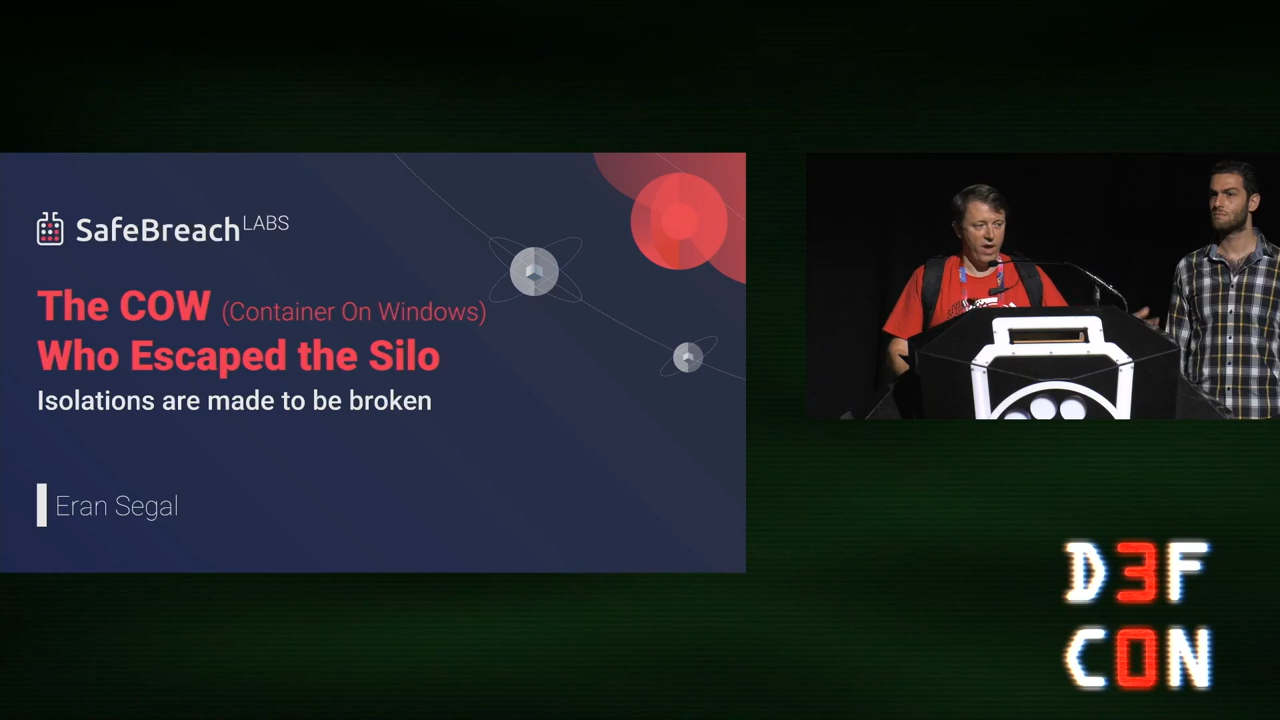 SafeBreach LABS
The COW (Container On Windows)
Who Escaped the Silo
Isolations are made to be broken
Eran Segal
D3F
C0N